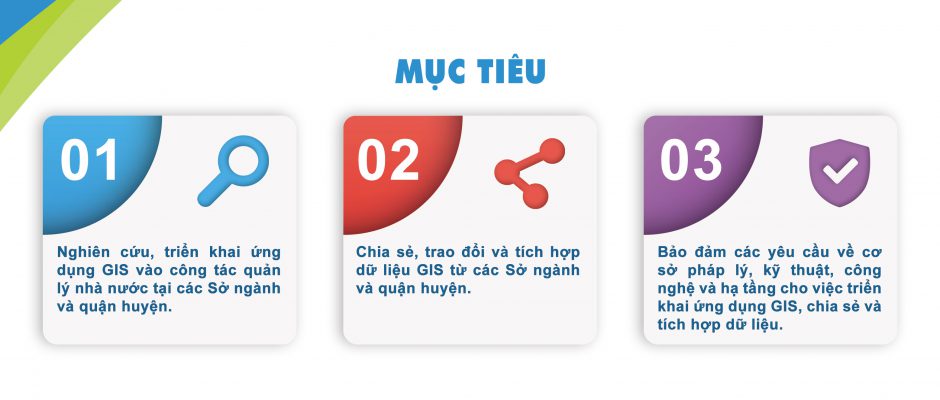 MỤC TIÊU
01
Nghiên cứu, triển khai ứng
dụng GIS vào công tác quản
lý nhà nước tại các Sở ngành
và quận huyện.
02
Chia sẻ, trao đổi và tích hợp
dữ liệu GIS từ các Sở ngành
và quận huyện.
03
Bảo đảm các yêu cầu về cơ
sở pháp lý, kỹ thuật, công
nghệ và hạ tầng cho việc triển
khai ứng dụng GIS, chia sẻ và
tích hợp dữ liệu.